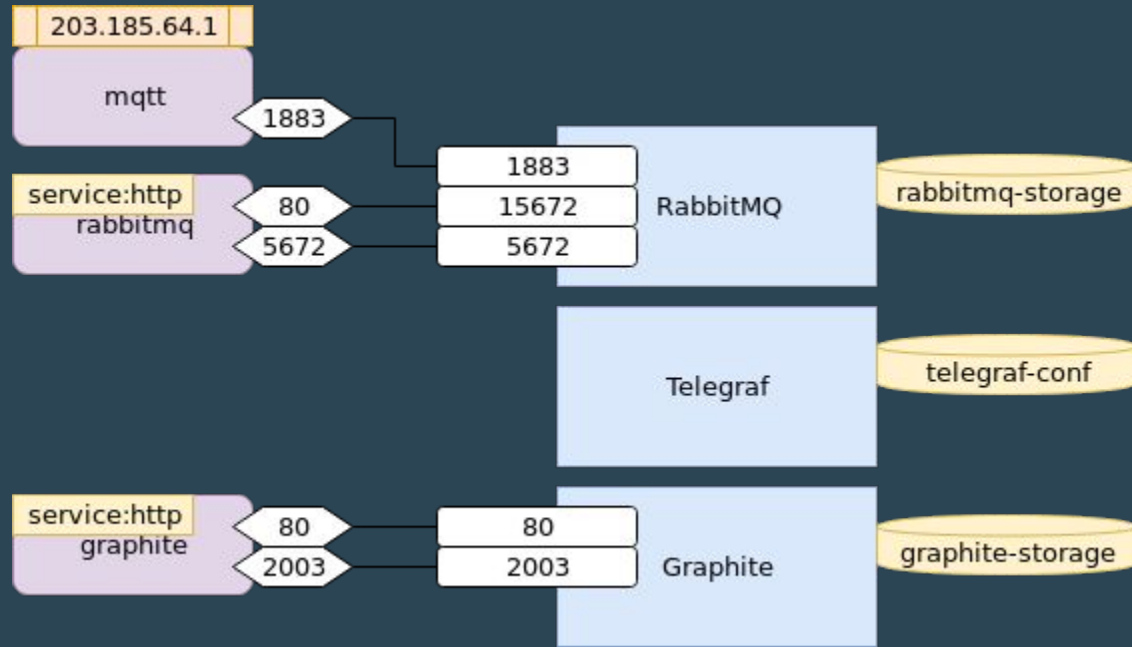 203.185.64.1
mqtt
1883
1883
service:http
rabbitmq
80
15672
RabbitMQ
rabbitmq-storage
5672
5672
Telegraf
telegraf-conf
service:http
graphite
80
80
2003
2003
Graphite
graphite-storage